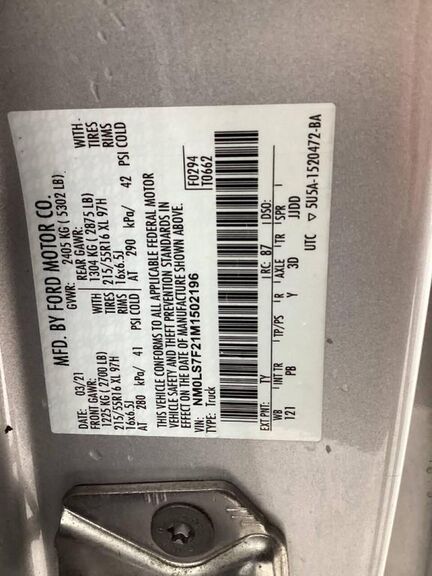 MFD. BY FORD MOTOR CO.
DATE: 03/21 GVWR: 2405 KG ( 5302 LB)
FRONT GAWR: REAR GAWR:
1225 KG ( 2700 LB) WITH 1304 KG ( 2875 LB) WITH
215/55R16 XL 97H TIRES 215/55R16 XL 97H TIRES
16x6.5J RIMS 16x6.5J RIMS
AT 280 kPa/ 41 PSI COLD AT 290 kPa/ 42 PSI COLD
THIS VEHICLE CONFORMS TO ALL APPLICABLE FEDERAL MOTOR
VEHICLE SAFETY AND THEFT PREVENTION STANDARDS IN
EFFECT ON THE DATE OF MANUFACTURE SHOWN ABOVE.
F0294
T0662
VIN: NM0LS7F21M1502196
TYPE: Truck
EXT PNT: TY RC: 87 DSO:
WB INT TR TP/PS R AXLE TR SPR
121 PB Y 3D JJDD
UTC ▽ 5U5A-1520472-BA